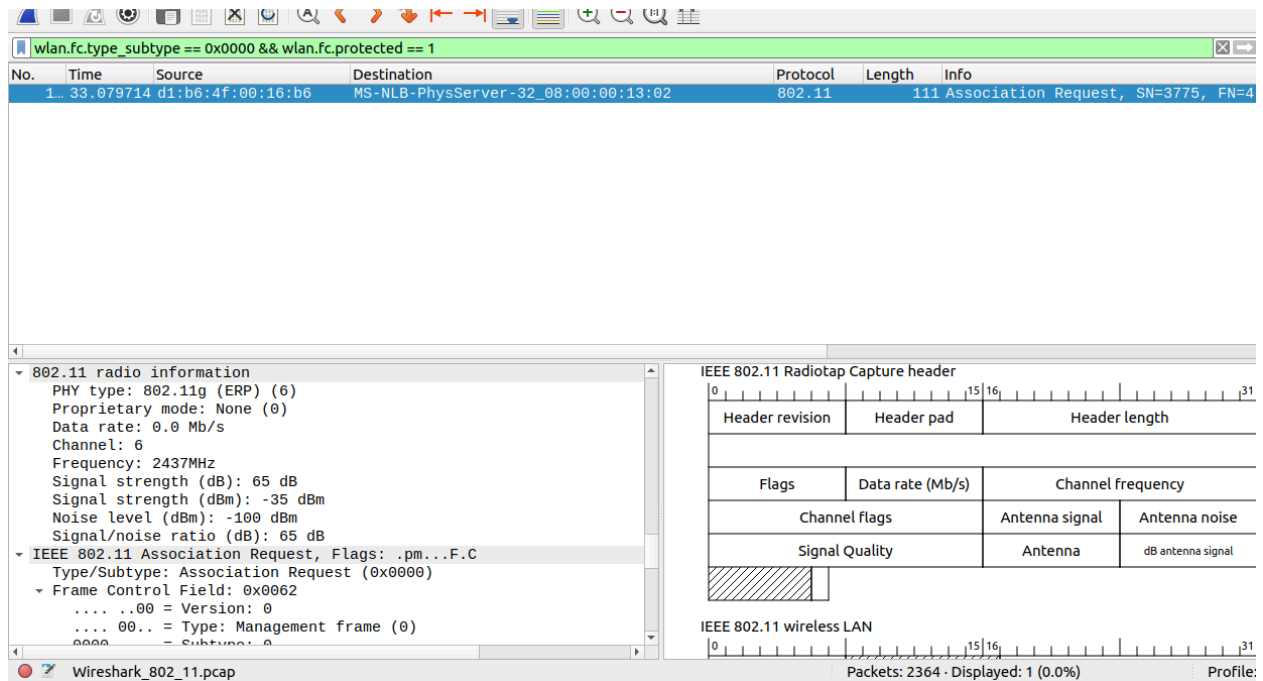 wlan.fc.type_subtype == 0x0000 && wlan.fc.protected == 1
No. Time Source Destination Protocol Length Info
1… 33.079714 d1:b6:4f:00:16:b6 MS-NLB-PhysServer-32_08:00:00:13:02 802.11 111 Association Request, SN=3775, FN=4
802.11 radio information
PHY type: 802.11g (ERP) (6)
Proprietary mode: None (0)
Data rate: 0.0 Mb/s
Channel: 6
Frequency: 2437MHz
Signal strength (dB): 65 dB
Signal strength (dBm): -35 dBm
Noise level (dBm): -100 dBm
Signal/noise ratio (dB): 65 dB
IEEE 802.11 Association Request, Flags: .pm...F.C
Type/Subtype: Association Request (0x0000)
Frame Control Field: 0x0062
.... ..00 = Version: 0
.... 00.. = Type: Management frame (0)
0000 .... = Subtype: 0
IEEE 802.11 Radiotap Capture header
0 15 16 31
Header revision Header pad Header length
Flags Data rate (Mb/s) Channel frequency
Channel flags Antenna signal Antenna noise
Signal Quality Antenna dB antenna signal
IEEE 802.11 wireless LAN
0 15 16 31
Wireshark_802_11.pcap
Packets: 2364 · Displayed: 1 (0.0%)
Profile: